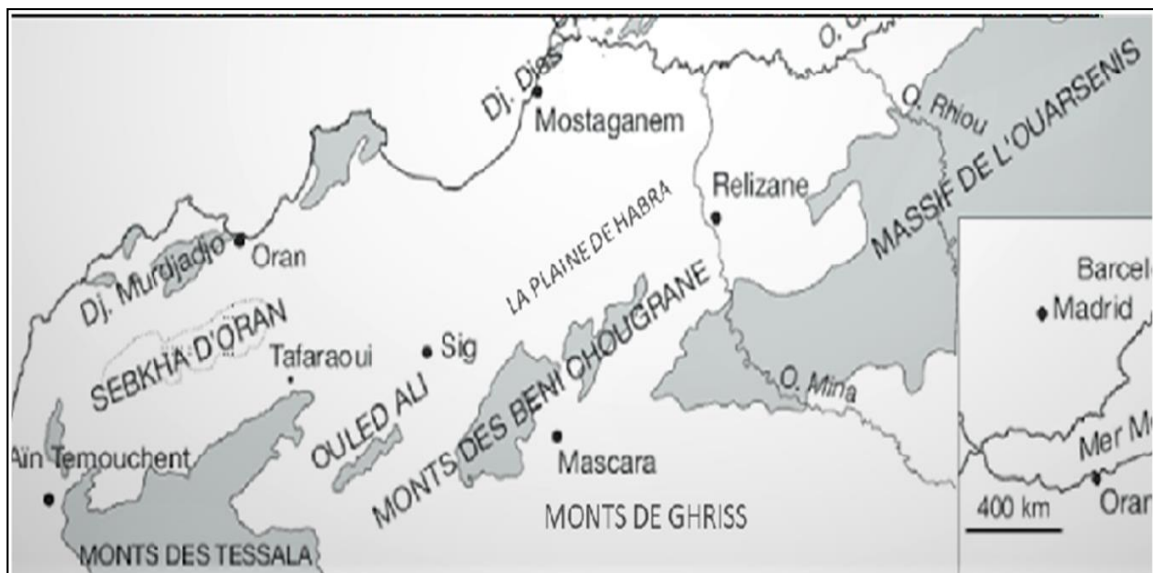 O.
Dj. Dias
Mostaganem
O. Rhiou
MASSIF DE L'OUARSENIS
Relizane
LA PLAINE DE HABRA
Oran
Dj. Murdjadjo
SEBKHA D'ORAN
Tafaraoui
Sig
OULED ALI
MONTS DES BENI CHOUGRANE
O. Mina
Aïn Temouchent
Mascara
MONTS DE GHRISS
MONTS DES TESSALA
Barcel
Madrid
Mer M
Oran
400 km